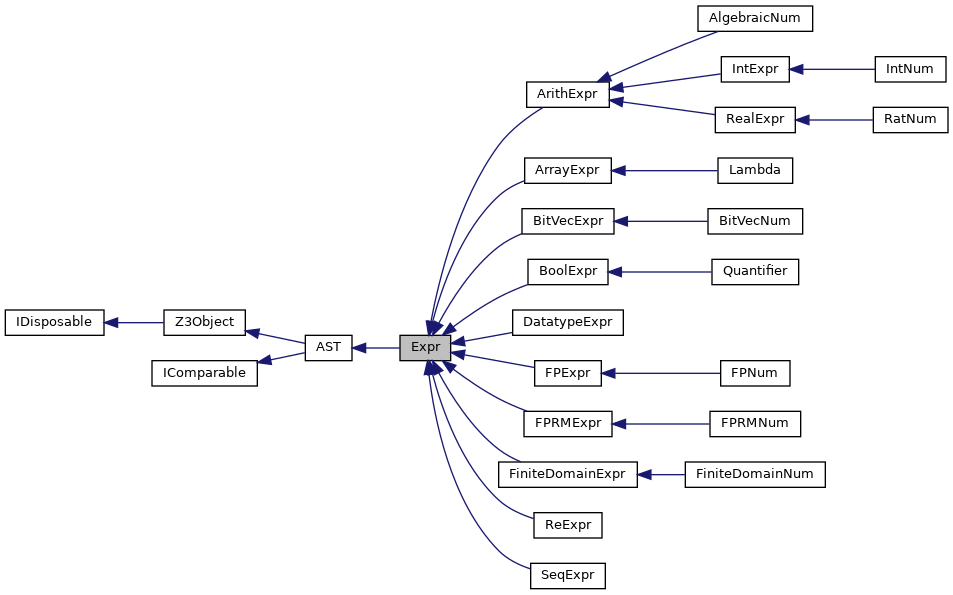 AlgebraicNum
IntExpr
IntNum
ArithExpr
RealExpr
RatNum
ArrayExpr
Lambda
BitVecExpr
BitVecNum
BoolExpr
Quantifier
IDisposable
Z3Object
DatatypeExpr
AST
Expr
IComparable
FPExpr
FPNum
FPRMExpr
FPRMNum
FiniteDomainExpr
FiniteDomainNum
ReExpr
SeqExpr